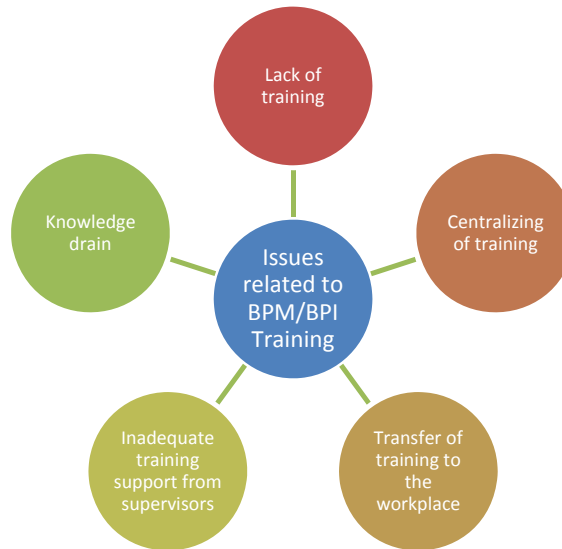 Lack of
training
Knowledge
drain
Centralizing
of training
Issues
related to
BPM/BPI
Training
Inadequate
training
support from
supervisors
Transfer of
training to
the
workplace